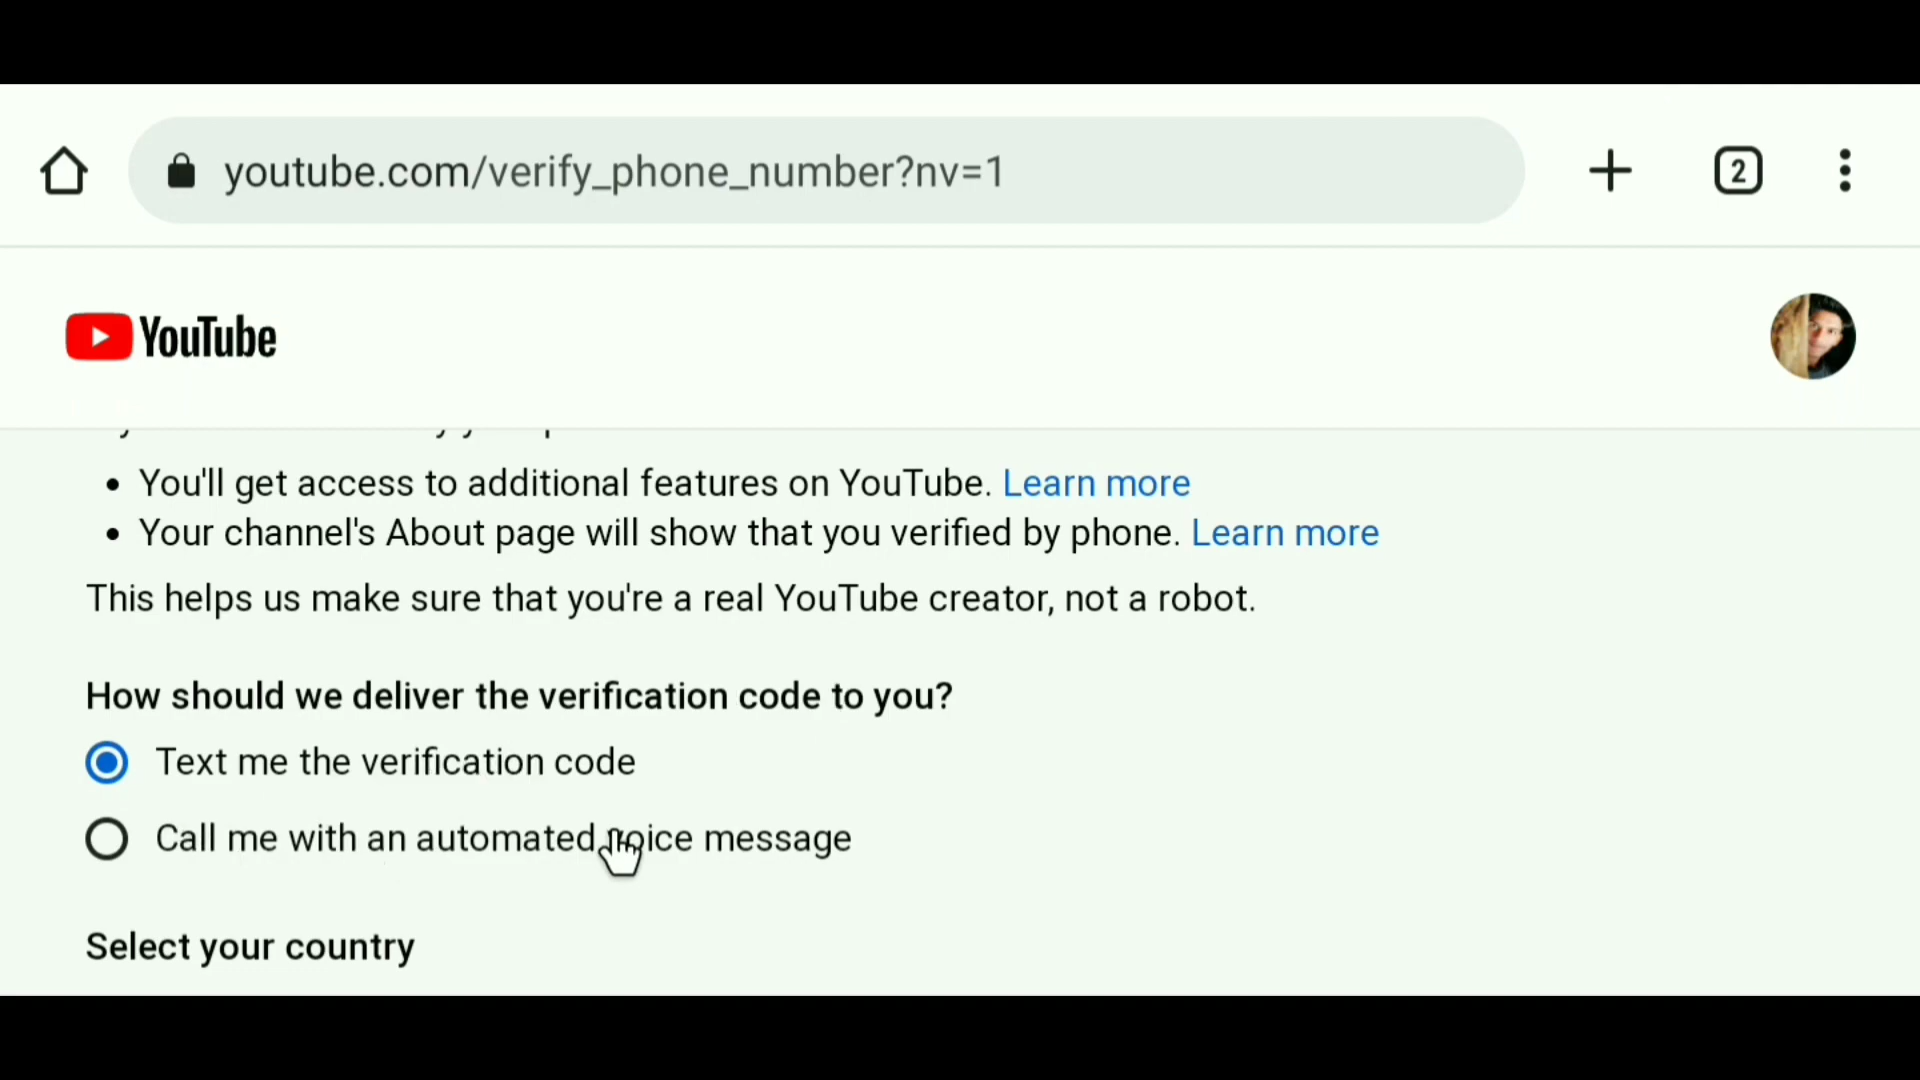 youtube.com/verify_phone_number?nv=1
2
YouTube
You'll get access to additional features on YouTube. Learn more
Your channel's About page will show that you verified by phone. Learn more
This helps us make sure that you're a real YouTube creator, not a robot.
How should we deliver the verification code to you?
Text me the verification code
Call me with an automated voice message
Select your country